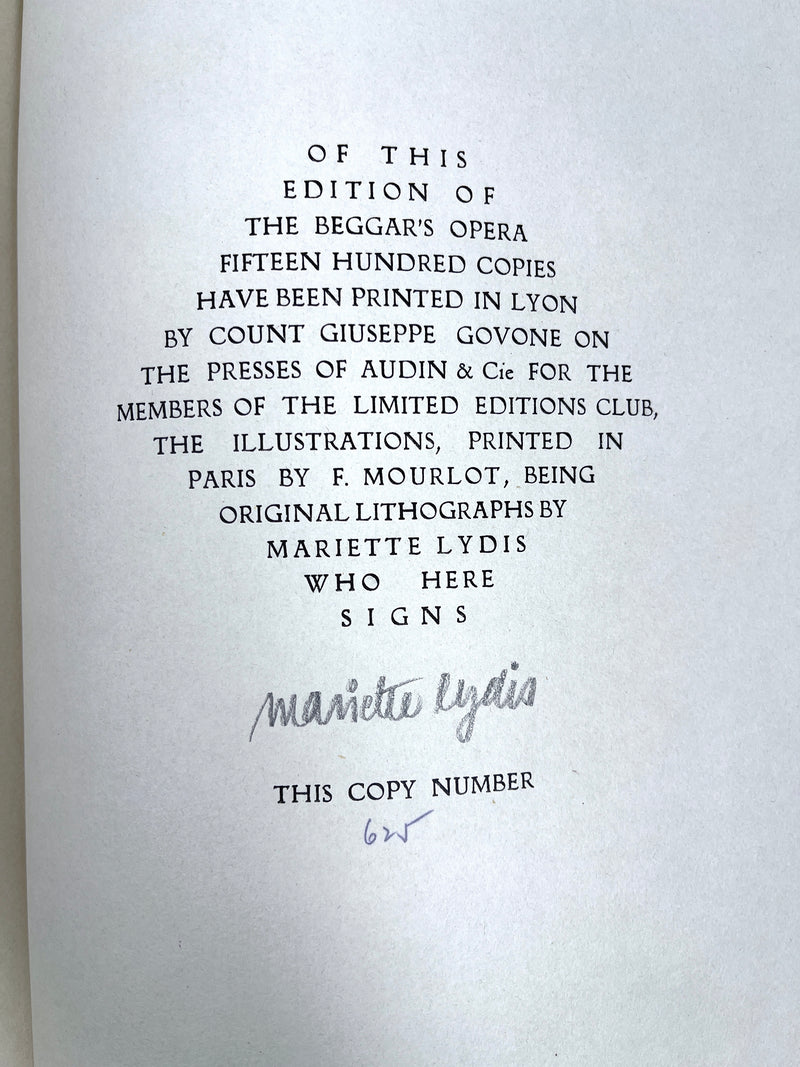 OF THIS
EDITION OF
THE BEGGAR'S OPERA
FIFTEEN HUNDRED COPIES
HAVE BEEN PRINTED IN LYON
BY COUNT GIUSEPPE GOVONE ON
THE PRESSES OF AUDIN & Cie FOR THE
MEMBERS OF THE LIMITED EDITIONS CLUB,
THE ILLUSTRATIONS, PRINTED IN
PARIS BY F. MOURLOT, BEING
ORIGINAL LITHOGRAPHS BY
MARIETTE LYDIS
WHO HERE
SIGNS
mariette lydis
THIS COPY NUMBER
625